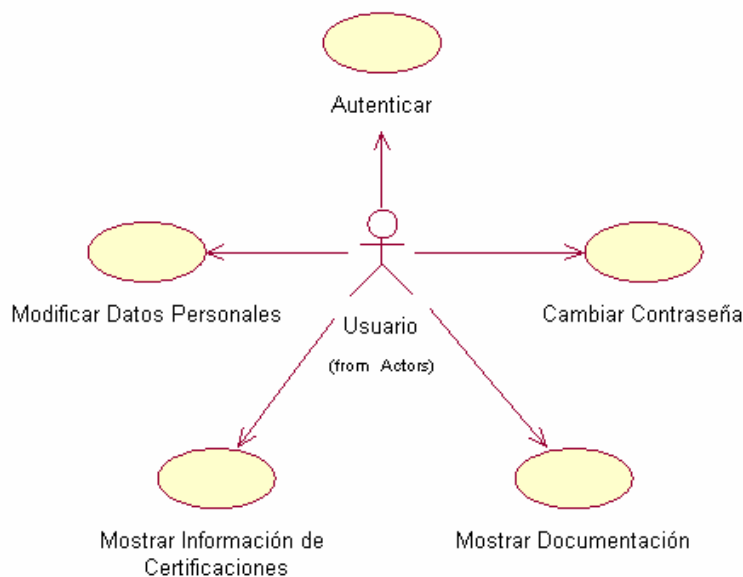 Autenticar
Modificar Datos Personales
Usuario
(from Actors)
Cambiar Contraseña
Mostrar Información de
Certificaciones
Mostrar Documentación